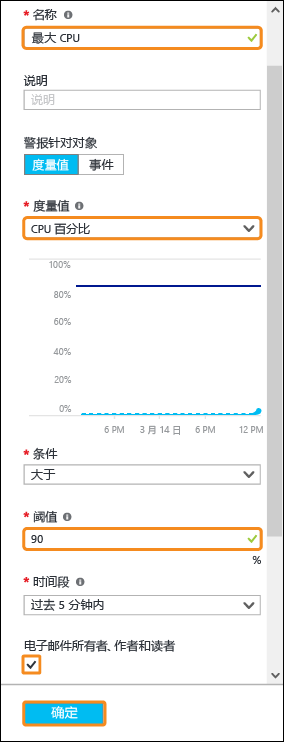 * 名称
最大 CPU
说明
说明
警报针对对象
度量值 事件
* 度量值
CPU 百分比
100%
80%
60%
40%
20%
0%
6 PM 3 月 14 日 6 PM 12 PM
* 条件
大于
* 阈值
90
%
* 时间段
过去 5 分钟内
电子邮件所有者、作者和读者
确定